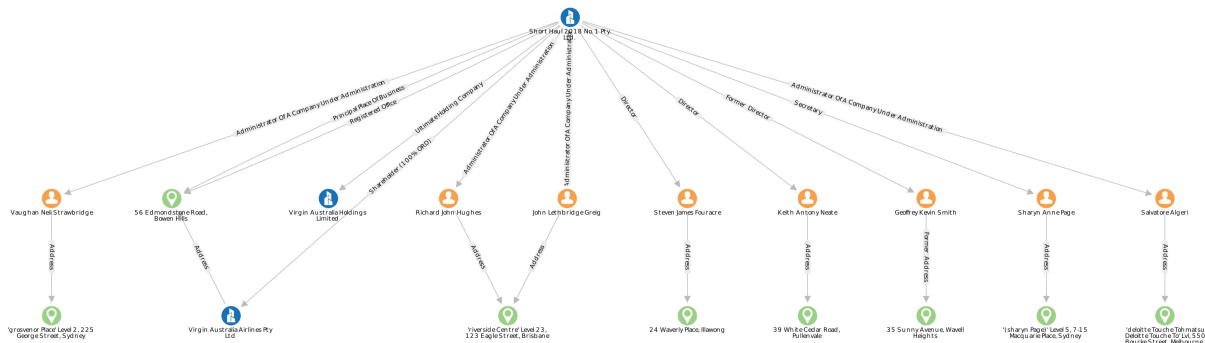 Short Haul 2018 No.1 Pty.
Ltd.
Administrator Of A Company Under Administration
Principal Place Of Business
Registered Office
Ultimate Holding Company
Shareholder (100% ORD)
Administrator Of A Company Under Administration
Administrator Of A Company Under Administration
Director
Director
Former Director
Secretary
Administrator Of A Company Under Administration
Vaughan Neil Strawbridge
56 Edmondstone Road,
Bowen Hills
Virgin Australia Holdings
Limited
Richard John Hughes
John Lethbridge Greig
Steven James Fouracre
Keith Antony Neate
Geoffrey Kevin Smith
Sharyn Anne Page
Salvatore Algeri
Address
Address
Address
Address
Address
Address
Former Address
Address
Address
'grosvenor Place' Level 2, 225
George Street, Sydney
Virgin Australia Airlines Pty
Ltd
'riverside Centre' Level 23,
123 Eagle Street, Brisbane
24 Waverly Place, Illawong
39 White Cedar Road,
Pullenvale
35 Sunny Avenue, Wavell
Heights
'(sharyn Page)' Level 5, 7-15
Macquarie Place, Sydney
'deloitte Touche Tohmatsu
Deloitte Touche To' Lvl, 550
Bourke Street, Melbourne